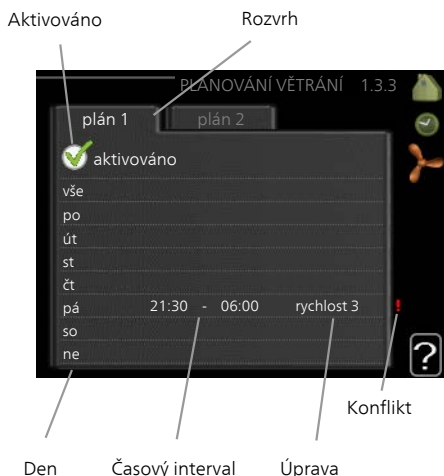 Aktivováno Rozvrh
PLÁNOVÁNÍ VĚTRÁNÍ 1.3.3
plán 1 plán 2
aktivováno
vše
po
út
st
čt
pá 21:30 - 06:00 rychlost 3 !
so
ne
?
Konflikt
Den Časový interval Úprava